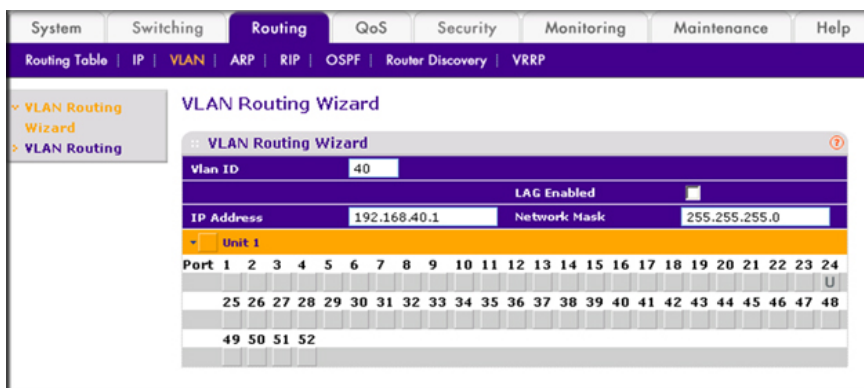 System Switching Routing QoS Security Monitoring Maintenance Help
Routing Table | IP | VLAN | ARP | RIP | OSPF | Router Discovery | VRRP
VLAN Routing Wizard
VLAN Routing
VLAN Routing Wizard
VLAN Routing Wizard ?
Vlan ID 40
LAG Enabled
IP Address 192.168.40.1 Network Mask 255.255.255.0
Unit 1
Port 1 2 3 4 5 6 7 8 9 10 11 12 13 14 15 16 17 18 19 20 21 22 23 24
U
25 26 27 28 29 30 31 32 33 34 35 36 37 38 39 40 41 42 43 44 45 46 47 48
49 50 51 52